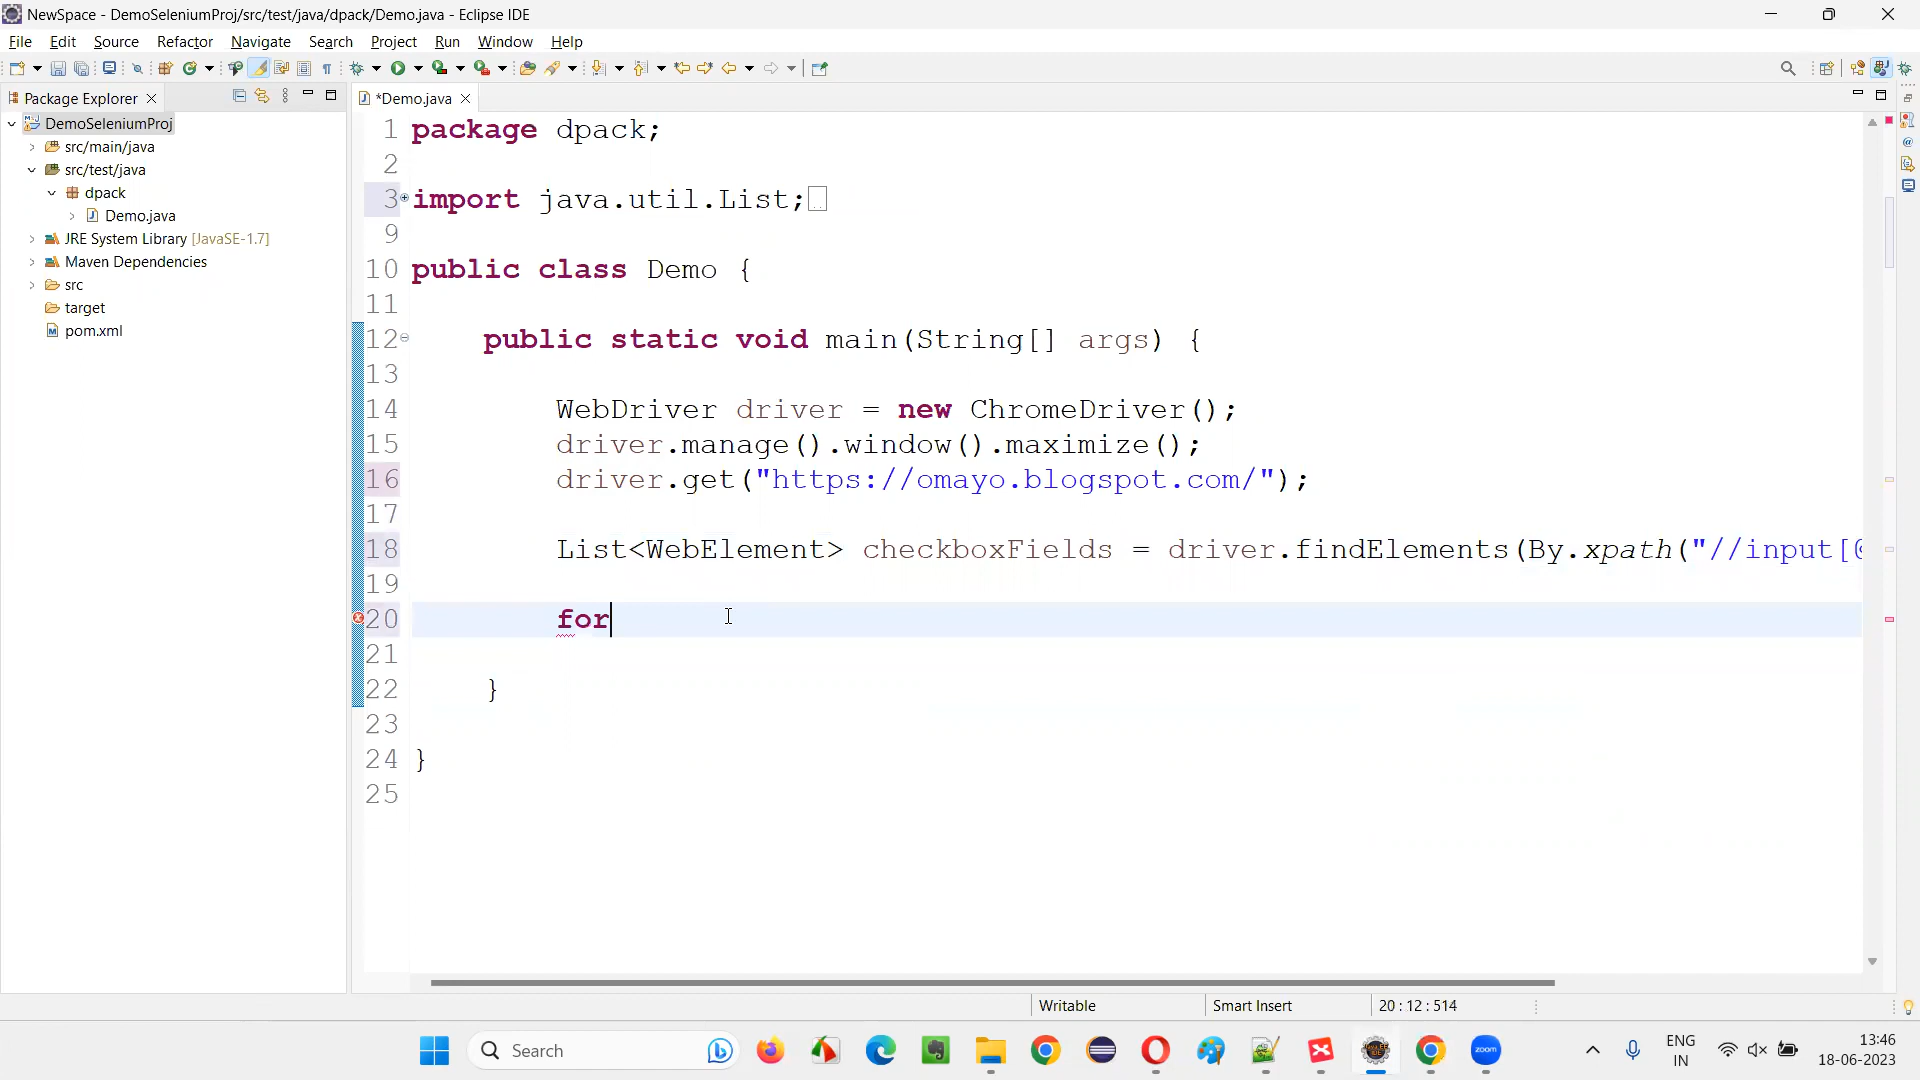 NewSpace - DemoSeleniumProj/src/test/java/dpack/Demo.java - Eclipse IDE
File Edit Source Refactor Navigate Search Project Run Window Help
Package Explorer
*Demo.java
DemoSeleniumProj
src/main/java
src/test/java
dpack
Demo.java
JRE System Library [JavaSE-1.7]
Maven Dependencies
src
target
pom.xml
1 package dpack;
2
3 import java.util.List;
9
10 public class Demo {
11
12 public static void main(String[] args) {
13
14 WebDriver driver = new ChromeDriver();
15 driver.manage().window().maximize();
16 driver.get("https://omayo.blogspot.com/");
17
18 List<WebElement> checkboxFields = driver.findElements(By.xpath("//input[@
19
20 for
21
22 }
23
24 }
25
Writable Smart Insert 20 : 12 : 514
Search
zoom
ENG
IN
13:46
18-06-2023